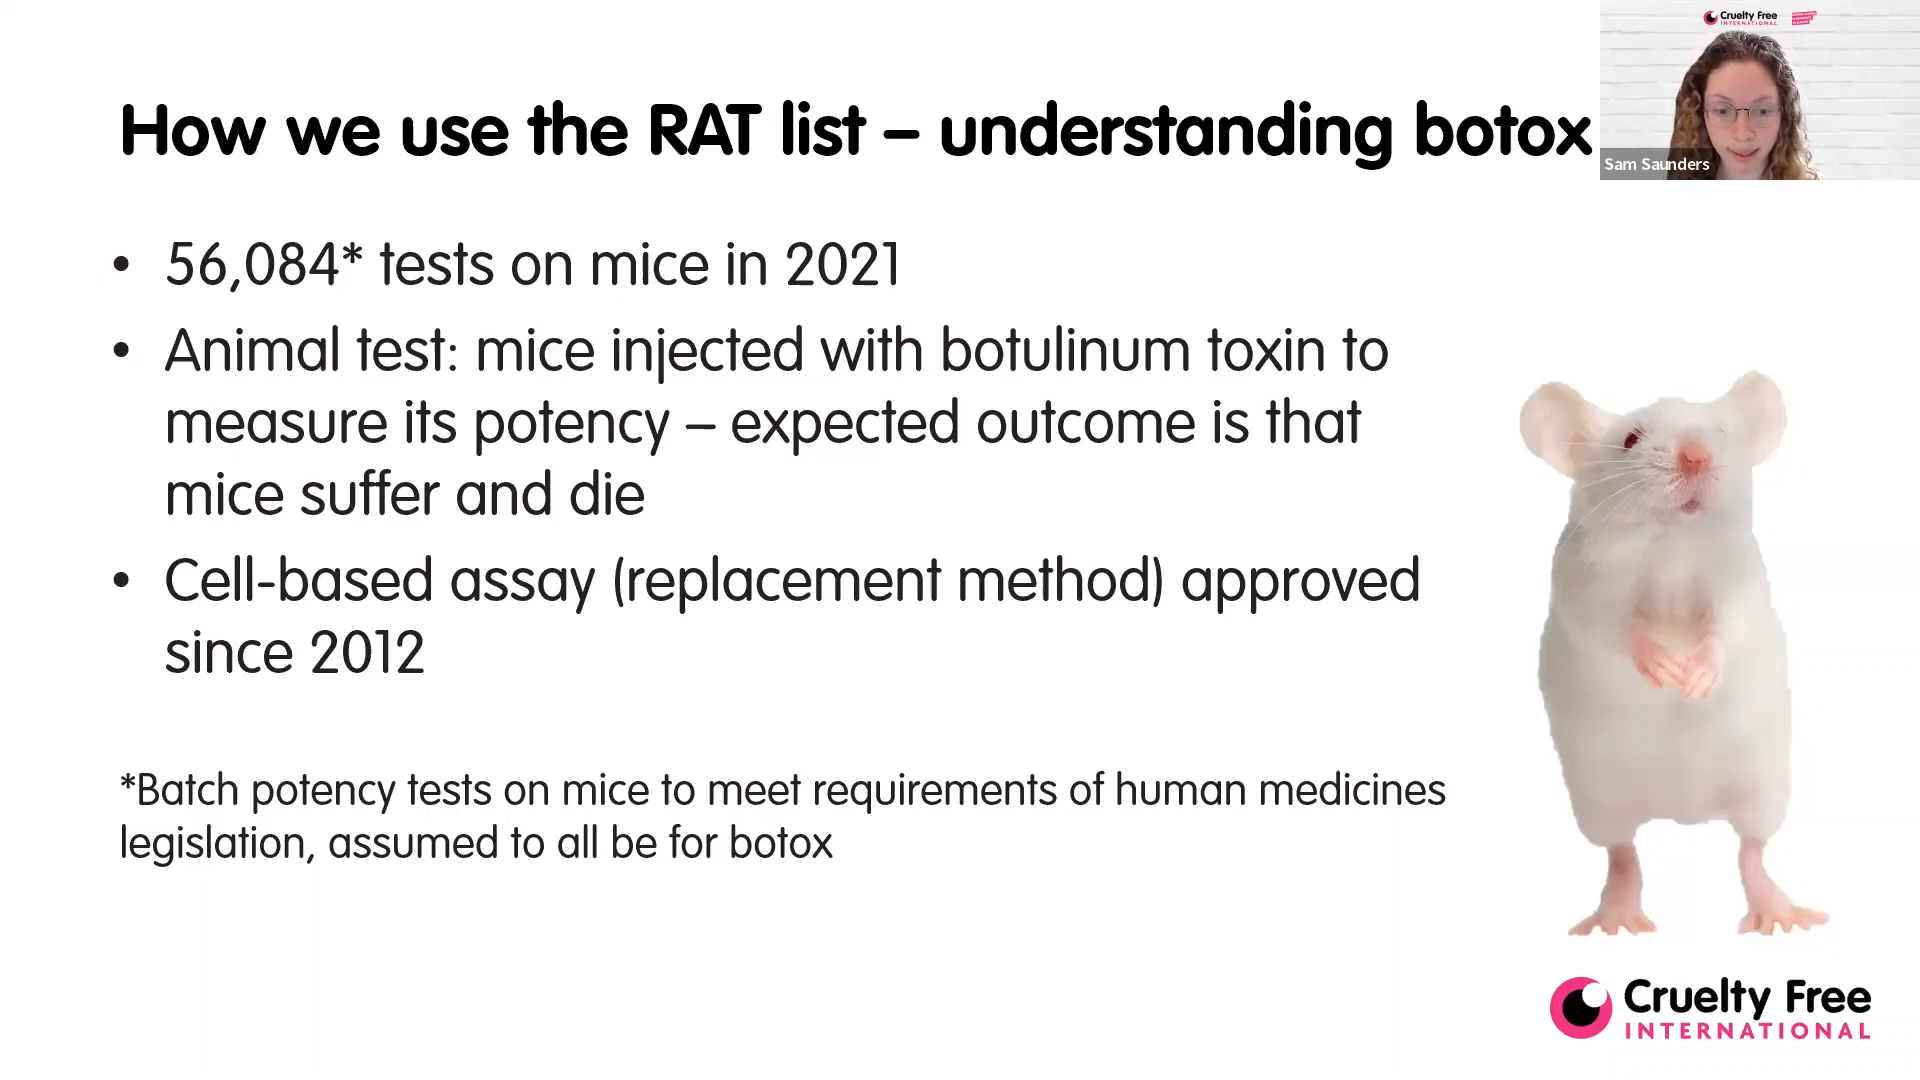 Cruelty Free
INTERNATIONAL
How we use the RAT list – understanding botox
Sam Saunders
• 56,084* tests on mice in 2021
• Animal test: mice injected with botulinum toxin to
measure its potency – expected outcome is that
mice suffer and die
• Cell-based assay (replacement method) approved
since 2012
*Batch potency tests on mice to meet requirements of human medicines
legislation, assumed to all be for botox
Cruelty Free
INTERNATIONAL